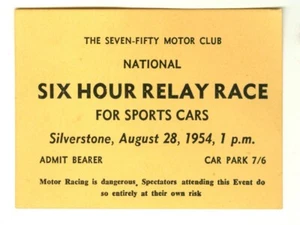 THE SEVEN-FIFTY MOTOR CLUB
NATIONAL
SIX HOUR RELAY RACE
FOR SPORTS CARS
Silverstone, August 28, 1954, 1 p.m.
ADMIT BEARER CAR PARK 7/6
Motor Racing is dangerous, Spectators attending this Event do
so entirely at their own risk